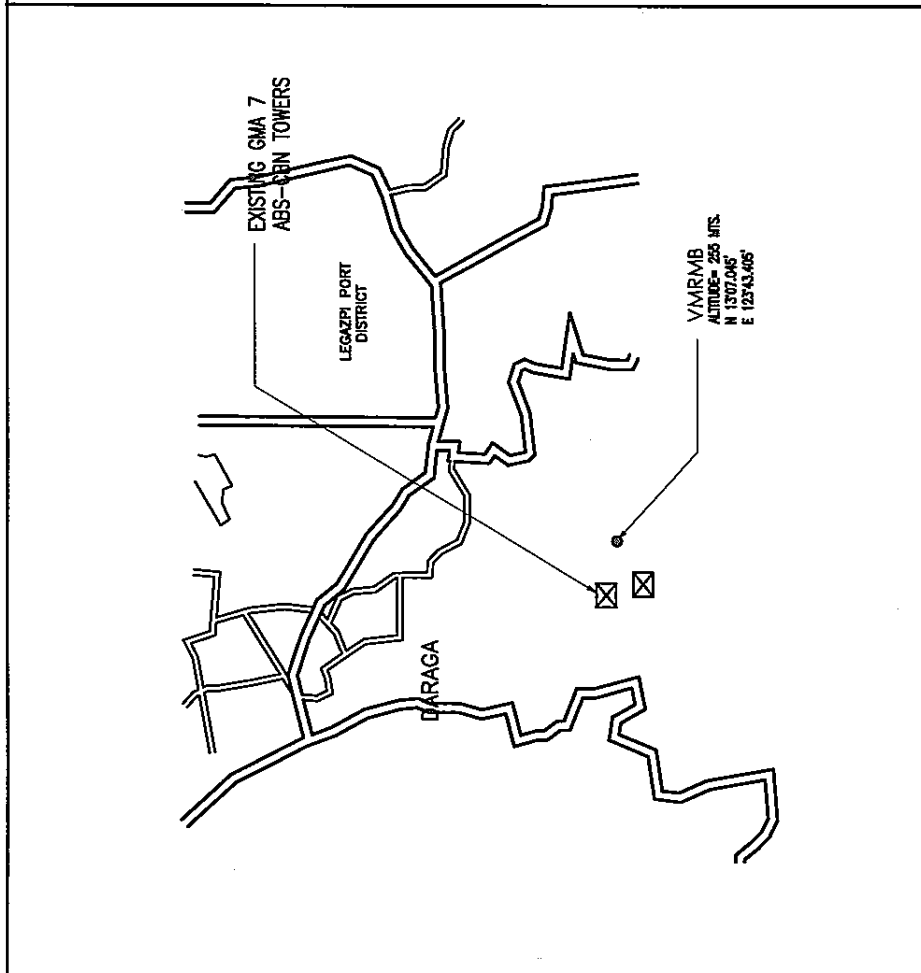 EXISTING GMA 7
ABS-CBN TOWERS
LEGAZPI PORT
DISTRICT
VMRMB
ALTITUDE= 255 MTS.
N 13°07.045'
E 123°43.405'
DARAGA